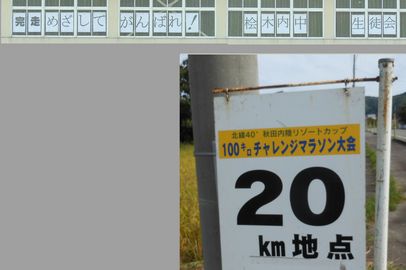 完走めざして がんばれ! 桧木内中 生徒会
北緯40° 秋田内陸リゾートカップ
100キロチャレンジマラソン大会
20
km地点